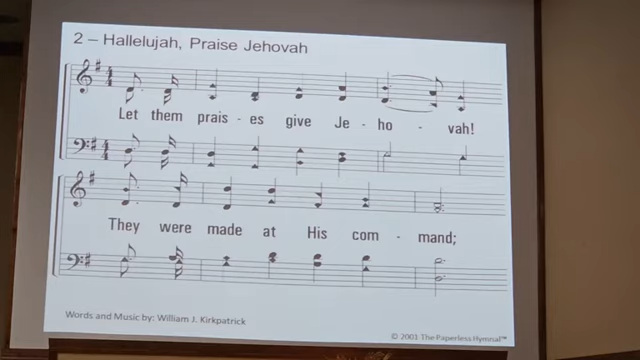 2 – Hallelujah, Praise Jehovah
Let them prais - es give Je - ho - vah!
They were made at His com - mand;
Words and Music by: William J. Kirkpatrick
© 2001 The Paperless Hymnal™